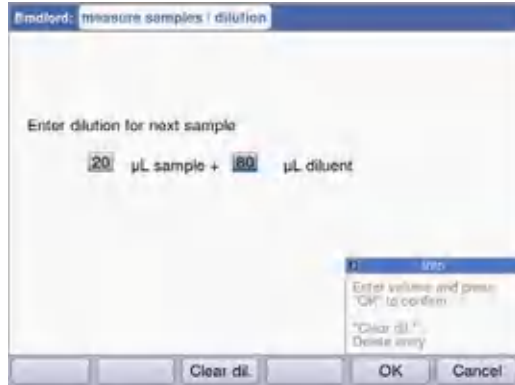 Bradford: measure samples / dilution
Enter dilution for next sample
20 µL sample + 80 µL diluent
Info
Enter volume and press
"OK" to confirm
"Clear dil.":
Delete entry
Clear dil. OK Cancel